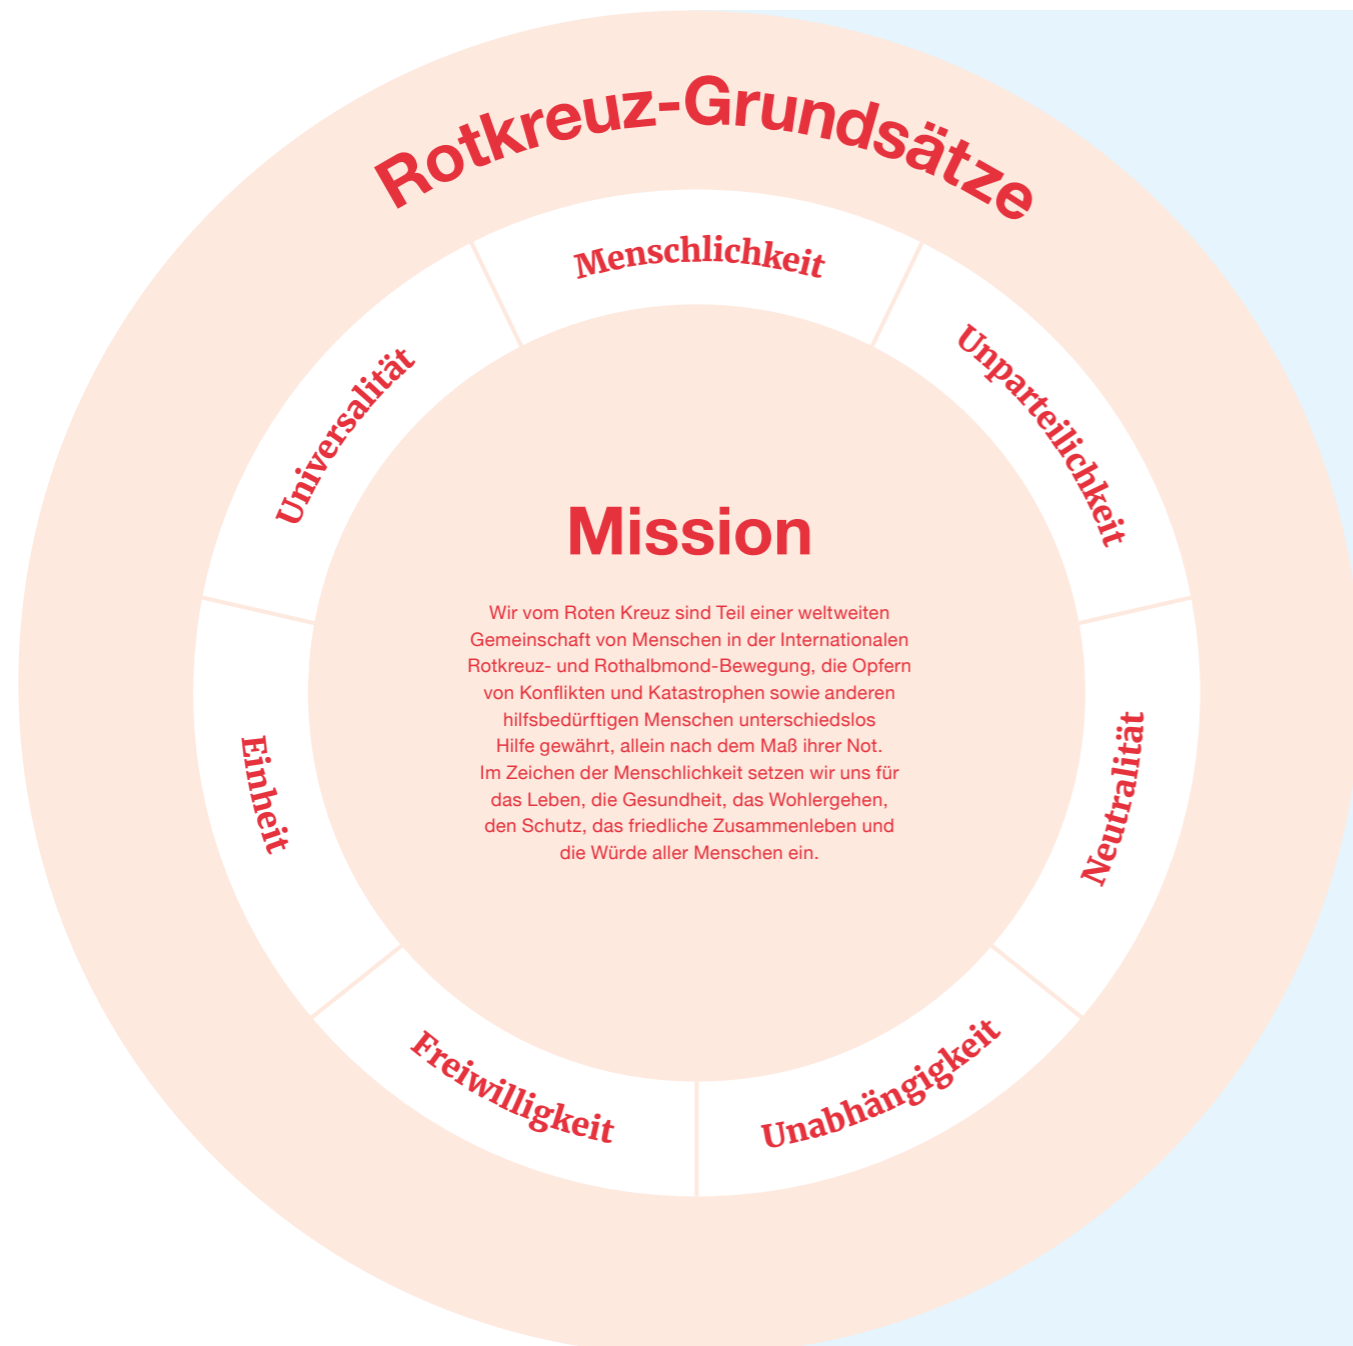 Rotkreuz-Grundsätze
Menschlichkeit
Unparteilichkeit
Neutralität
Unabhängigkeit
Freiwilligkeit
Einheit
Universalität
Mission
Wir vom Roten Kreuz sind Teil einer weltweiten
Gemeinschaft von Menschen in der Internationalen
Rotkreuz- und Rothalbmond-Bewegung, die Opfern
von Konflikten und Katastrophen sowie anderen
hilfsbedürftigen Menschen unterschiedslos
Hilfe gewährt, allein nach dem Maß ihrer Not.
Im Zeichen der Menschlichkeit setzen wir uns für
das Leben, die Gesundheit, das Wohlergehen,
den Schutz, das friedliche Zusammenleben und
die Würde aller Menschen ein.